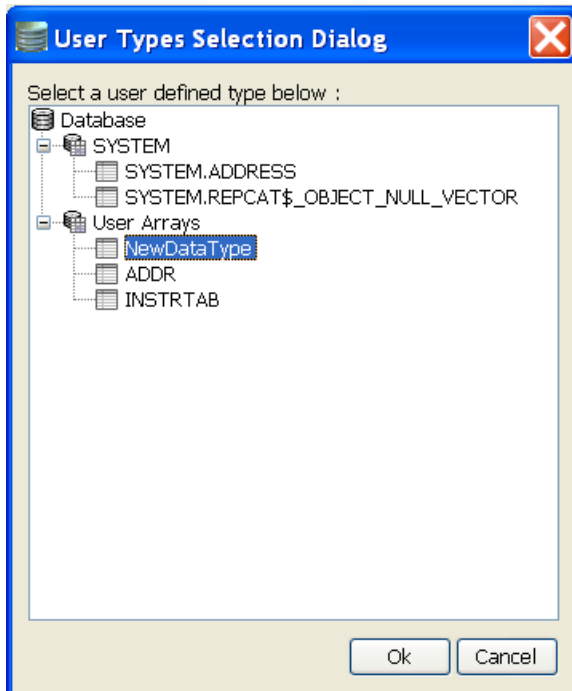 User Types Selection Dialog
Select a user defined type below :
Database
SYSTEM
SYSTEM.ADDRESS
SYSTEM.REPCAT$_OBJECT_NULL_VECTOR
User Arrays
NewDataType
ADDR
INSTRTAB
Ok Cancel